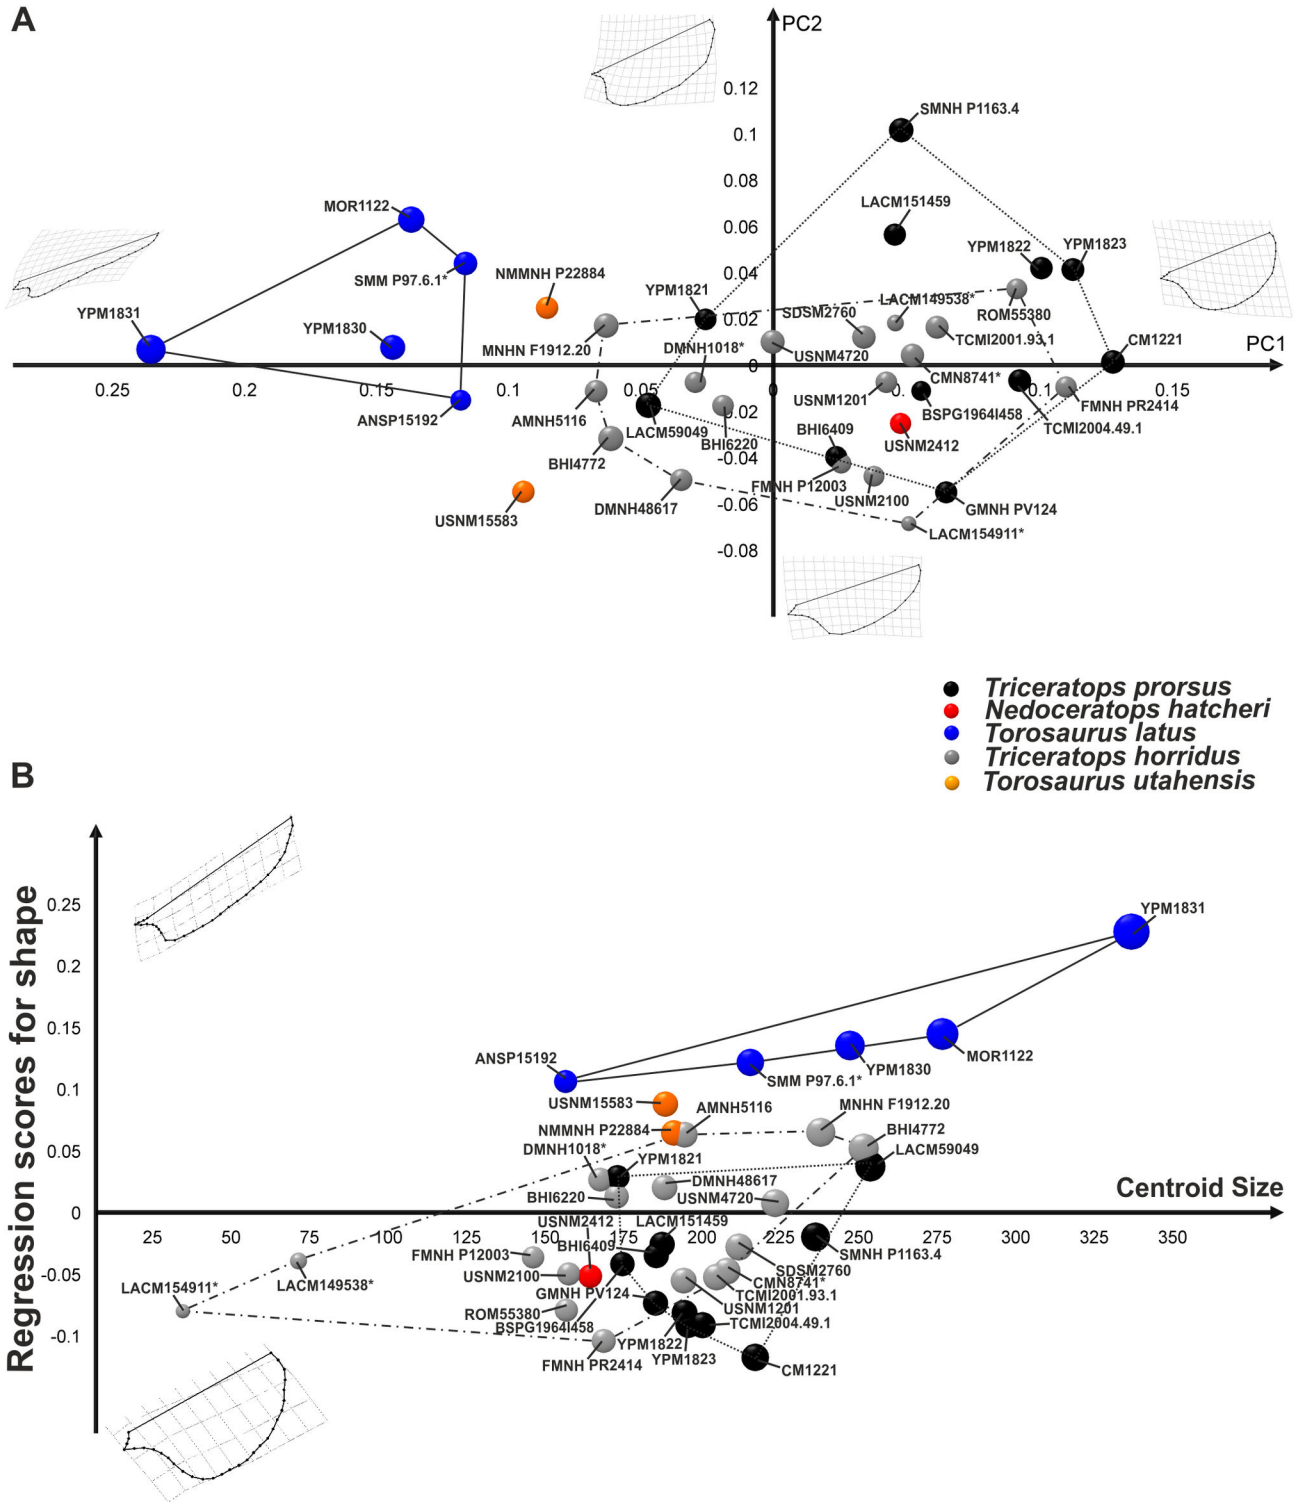 A
PC2
0.12
SMNH P1163.4
0.1
0.08
LACM151459
MOR1122
0.06
YPM1822
YPM1823
SMM P97.6.1*
NMMNH P22884
0.04
YPM1821
LACM149538*
YPM1831
SDSM2760
ROM55380
0.02
YPM1830
TCMI2001.93.1
CM1221
MNHN F1912.20
DMNH1018*
USNM4720
PC1
0
0.25
0.2
0.15
0.1
0.05
0
0.1
0.15
CMN8741*
USNM1201
FMNH PR2414
ANSP15192
AMNH5116
BSPG1964I458
0.02
LACM59049
BHI6409
TCMI2004.49.1
BHI6220
USNM2412
BHI4772
-0.04
FMNH P12003
USNM2100
DMNH48617
-0.06
GMNH PV124
USNM15583
LACM154911*
-0.08
Triceratops prorsus
Nedoceratops hatcheri
Torosaurus latus
Triceratops horridus
Torosaurus utahensis
B
Regression scores for shape
0.25
YPM1831
0.2
0.15
ANSP15192
MOR1122
YPM1830
SMM P97.6.1*
0.1
USNM15583
AMNH5116
MNHN F1912.20
NMMNH P22884
BHI4772
DMNH1018*
LACM59049
0.05
YPM1821
DMNH48617
BHI6220
USNM4720
Centroid Size
0
USNM2412
LACM151459
25
50
75
100
125
150
175
200
225
250
275
300
325
350
BHI6409
FMNH P12003
SMNH P1163.4
-0.05
USNM2100
SDSM2760
LACM154911*
LACM149538*
CMN8741*
GMNH PV124
TCMI2001.93.1
USNM1201
ROM55380
TCMI2004.49.1
BSPG1964I458
-0.1
YPM1822
YPM1823
FMNH PR2414
CM1221